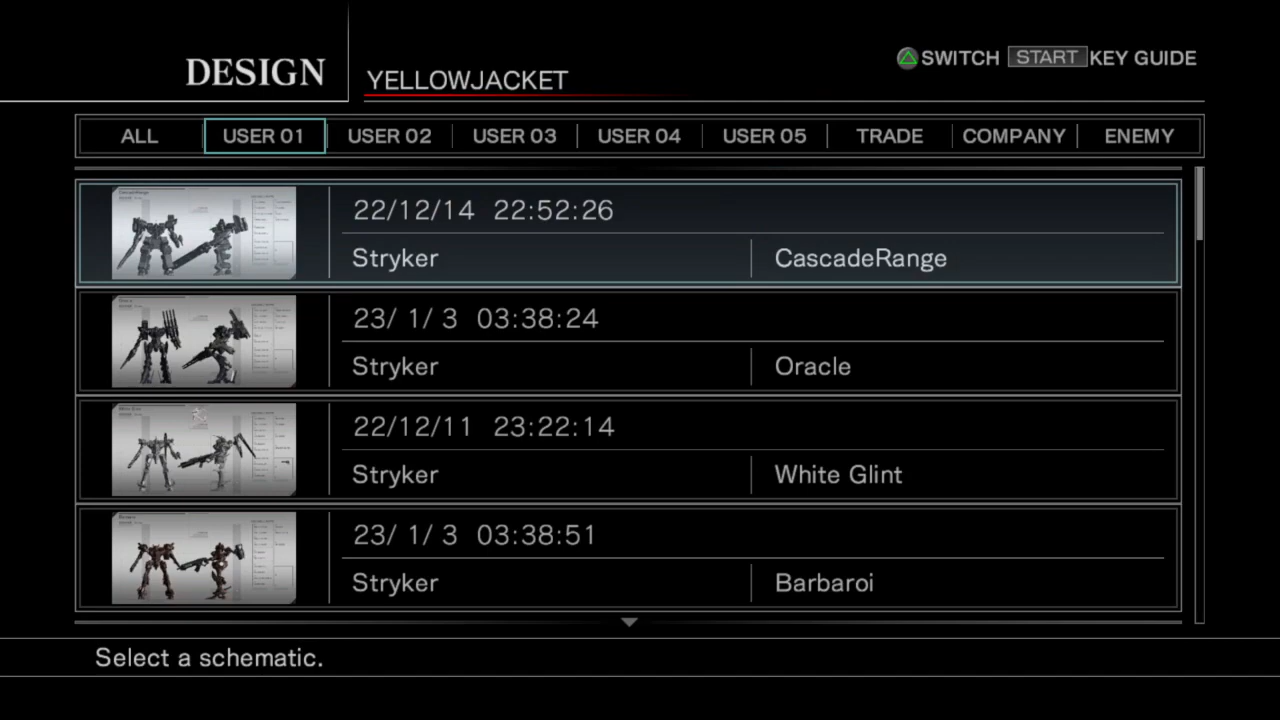 DESIGN
YELLOWJACKET
SWITCH START KEY GUIDE
ALL USER 01 USER 02 USER 03 USER 04 USER 05 TRADE COMPANY ENEMY
22/12/14 22:52:26
Stryker CascadeRange
23/ 1/ 3 03:38:24
Stryker Oracle
22/12/11 23:22:14
Stryker White Glint
23/ 1/ 3 03:38:51
Stryker Barbaroi
Select a schematic.